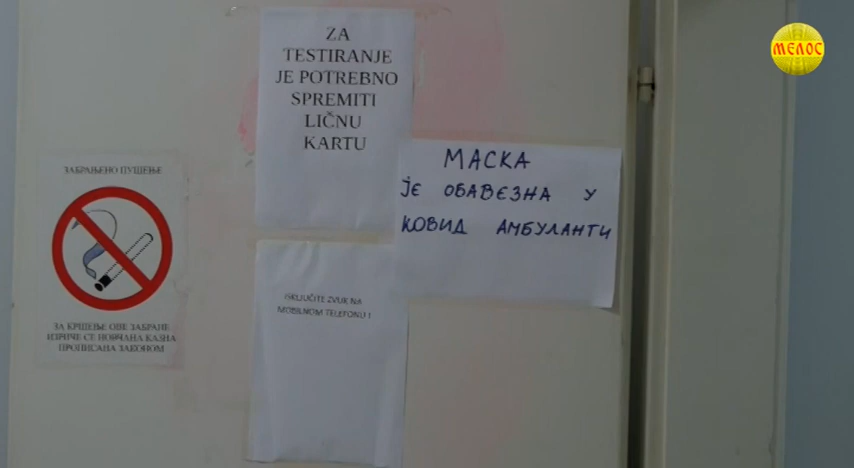 МЕЛОС
ZA
TESTIRANJE
JE POTREBNO
SPREMITI
LIČNU
KARTU
МАСКА
ЈЕ ОБАВЕЗНА У
КОВИД АМБУЛАНТИ
ЗАБРАЊЕНО ПУШЕЊЕ
ЗА КРШЕЊЕ ОВЕ ЗАБРАНЕ
ИЗРИЧЕ СЕ НОВЧАНА КАЗНА
ПРОПИСАНА ЗАКОНОМ
ISKLJUČITE ZVUK NA
MOBILNOM TELEFONU !